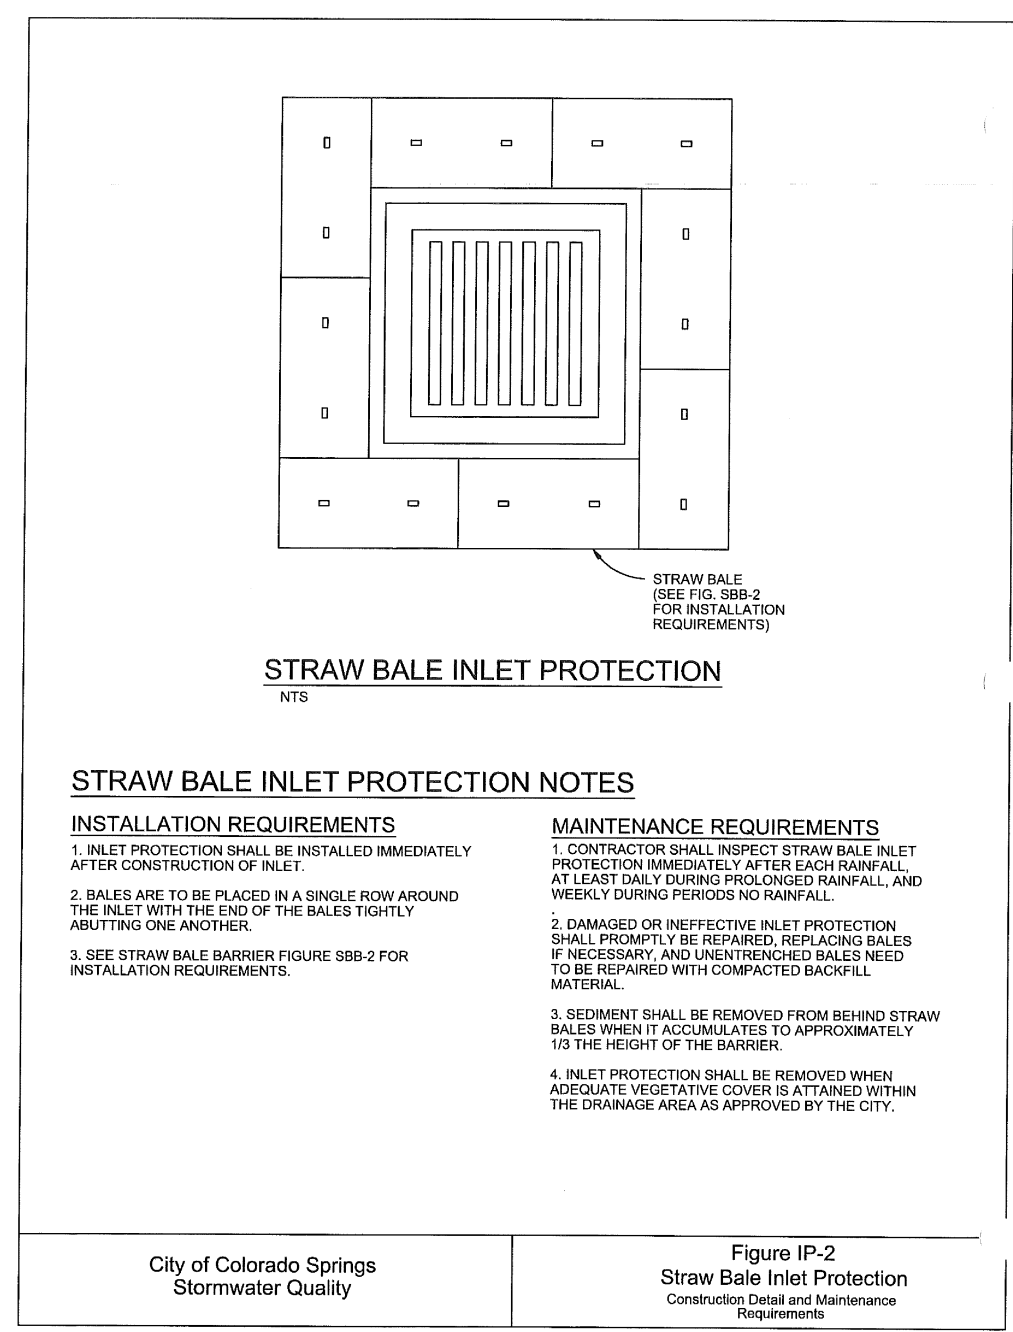 STRAW BALE
(SEE FIG. SBB-2
FOR INSTALLATION
REQUIREMENTS)
STRAW BALE INLET PROTECTION
NTS
STRAW BALE INLET PROTECTION NOTES
INSTALLATION REQUIREMENTS
1. INLET PROTECTION SHALL BE INSTALLED IMMEDIATELY
AFTER CONSTRUCTION OF INLET.
2. BALES ARE TO BE PLACED IN A SINGLE ROW AROUND
THE INLET WITH THE END OF THE BALES TIGHTLY
ABUTTING ONE ANOTHER.
3. SEE STRAW BALE BARRIER FIGURE SBB-2 FOR
INSTALLATION REQUIREMENTS.
MAINTENANCE REQUIREMENTS
1. CONTRACTOR SHALL INSPECT STRAW BALE INLET
PROTECTION IMMEDIATELY AFTER EACH RAINFALL,
AT LEAST DAILY DURING PROLONGED RAINFALL, AND
WEEKLY DURING PERIODS NO RAINFALL.
.
2. DAMAGED OR INEFFECTIVE INLET PROTECTION
SHALL PROMPTLY BE REPAIRED, REPLACING BALES
IF NECESSARY, AND UNENTRENCHED BALES NEED
TO BE REPAIRED WITH COMPACTED BACKFILL
MATERIAL.
3. SEDIMENT SHALL BE REMOVED FROM BEHIND STRAW
BALES WHEN IT ACCUMULATES TO APPROXIMATELY
1/3 THE HEIGHT OF THE BARRIER.
4. INLET PROTECTION SHALL BE REMOVED WHEN
ADEQUATE VEGETATIVE COVER IS ATTAINED WITHIN
THE DRAINAGE AREA AS APPROVED BY THE CITY.
City of Colorado Springs
Stormwater Quality
Figure IP-2
Straw Bale Inlet Protection
Construction Detail and Maintenance
Requirements